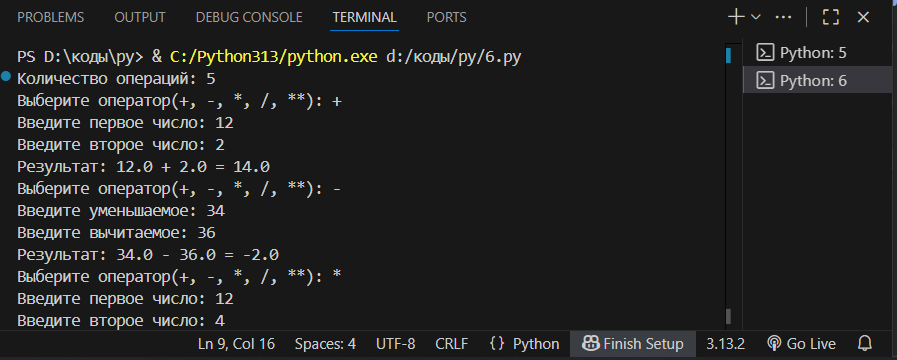 PROBLEMS OUTPUT DEBUG CONSOLE TERMINAL PORTS
PS D:\коды\py> & C:/Python313/python.exe d:/коды/py/6.py
Количество операций: 5
Выберите оператор(+, -, *, /, **): +
Введите первое число: 12
Введите второе число: 2
Результат: 12.0 + 2.0 = 14.0
Выберите оператор(+, -, *, /, **): -
Введите уменьшаемое: 34
Введите вычитаемое: 36
Результат: 34.0 - 36.0 = -2.0
Выберите оператор(+, -, *, /, **): *
Введите первое число: 12
Введите второе число: 4
Python: 5
Python: 6
Ln 9, Col 16 Spaces: 4 UTF-8 CRLF {} Python Finish Setup 3.13.2 Go Live